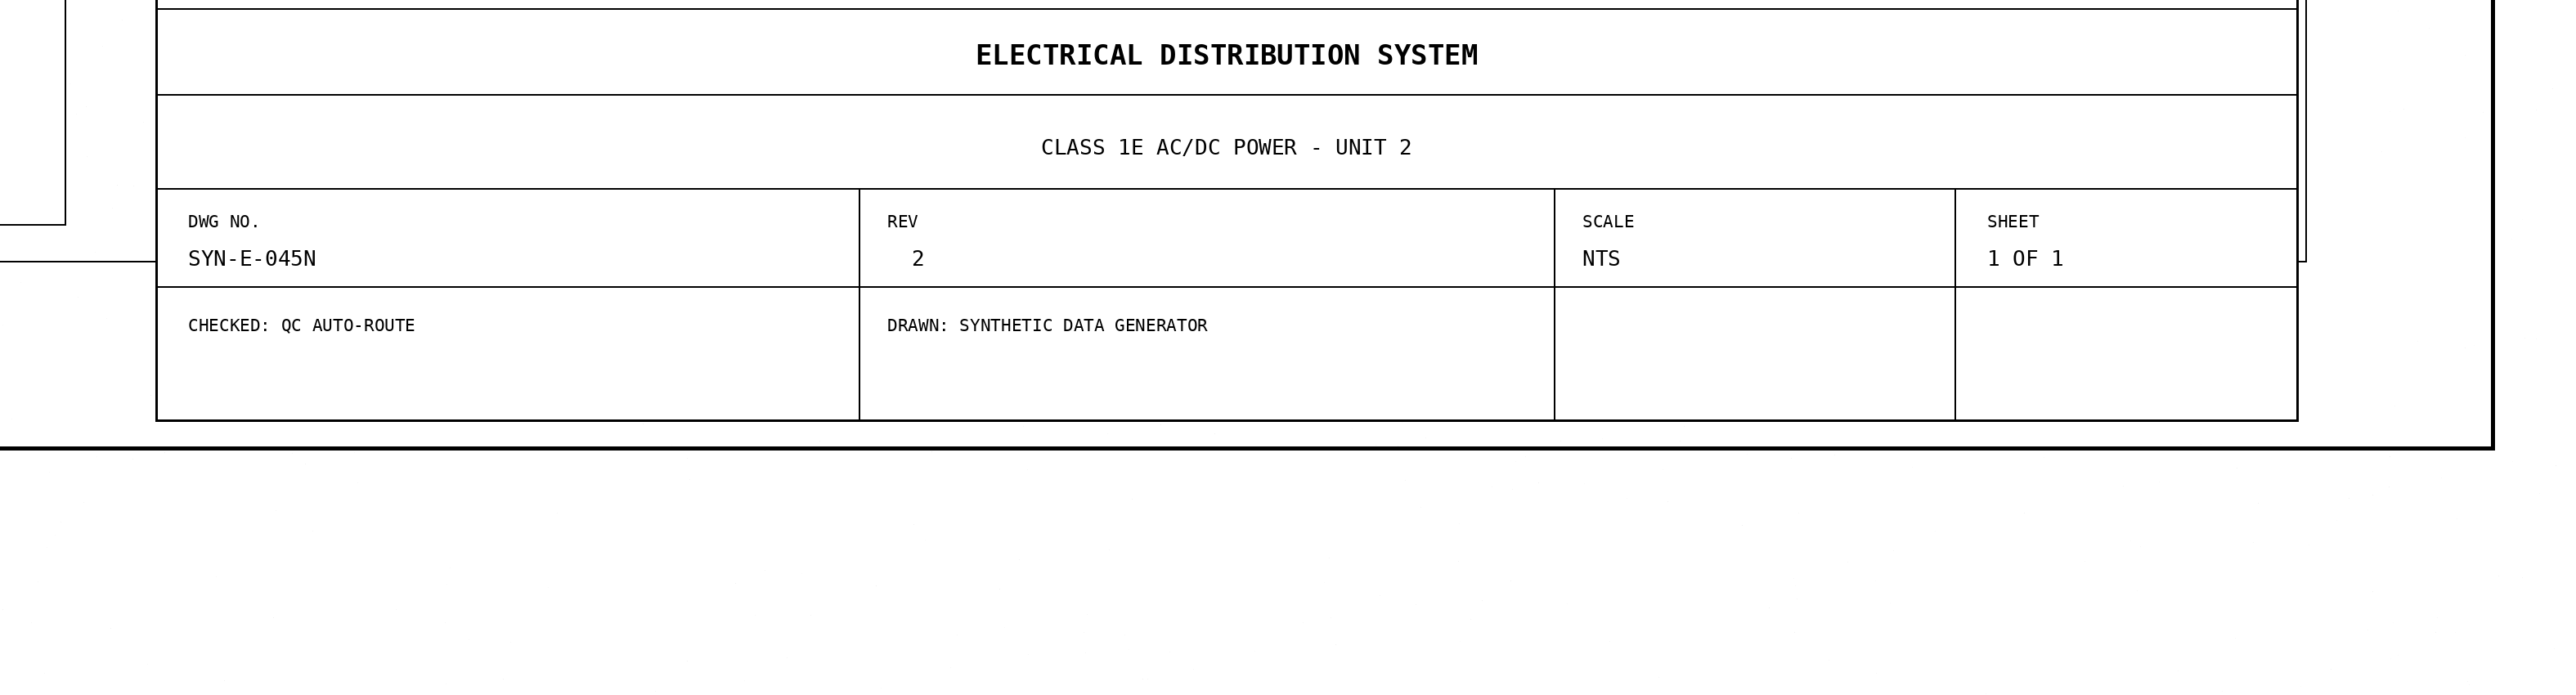 ELECTRICAL DISTRIBUTION SYSTEM
CLASS 1E AC/DC POWER - UNIT 2
DWG NO. REV SCALE SHEET
SYN-E-045N 2 NTS 1 OF 1
CHECKED: QC AUTO-ROUTE DRAWN: SYNTHETIC DATA GENERATOR